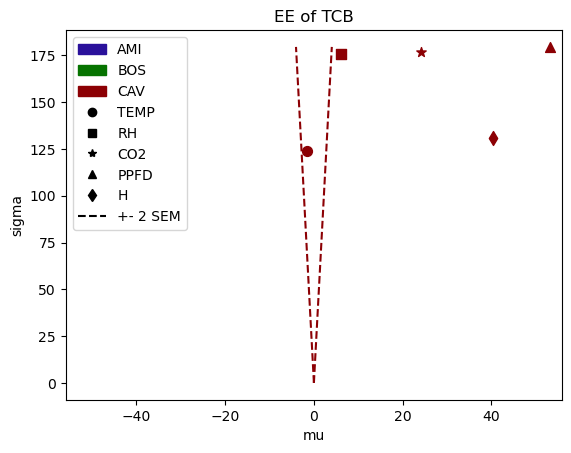 EE of TCB
AMI
BOS
CAV
TEMP
RH
CO2
PPFD
H
+- 2 SEM
sigma
175
150
125
100
75
50
25
0
−40
−20
0
20
40
mu